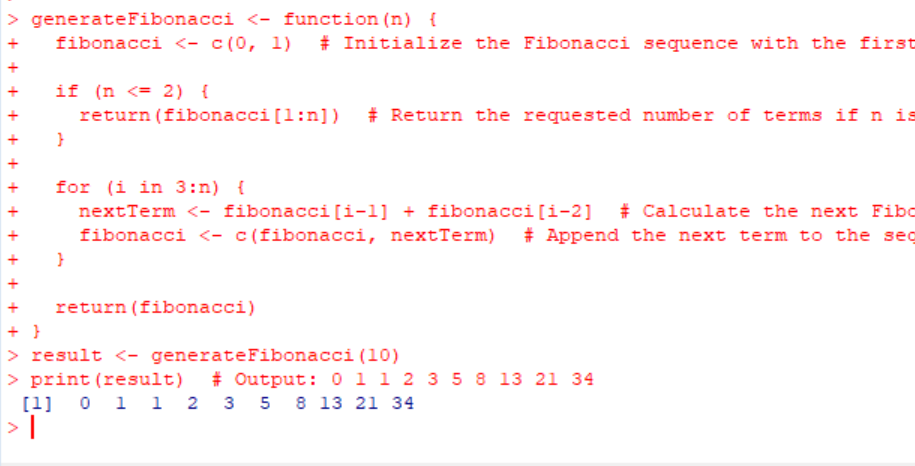 > generateFibonacci <- function(n) {
+   fibonacci <- c(0, 1)  # Initialize the Fibonacci sequence with the first
+
+   if (n <= 2) {
+     return(fibonacci[1:n])  # Return the requested number of terms if n is
+   }
+
+   for (i in 3:n) {
+     nextTerm <- fibonacci[i-1] + fibonacci[i-2]  # Calculate the next Fibo
+     fibonacci <- c(fibonacci, nextTerm)  # Append the next term to the seq
+   }
+
+   return(fibonacci)
+ }
> result <- generateFibonacci(10)
> print(result)  # Output: 0 1 1 2 3 5 8 13 21 34
 [1]  0  1  1  2  3  5  8 13 21 34
>